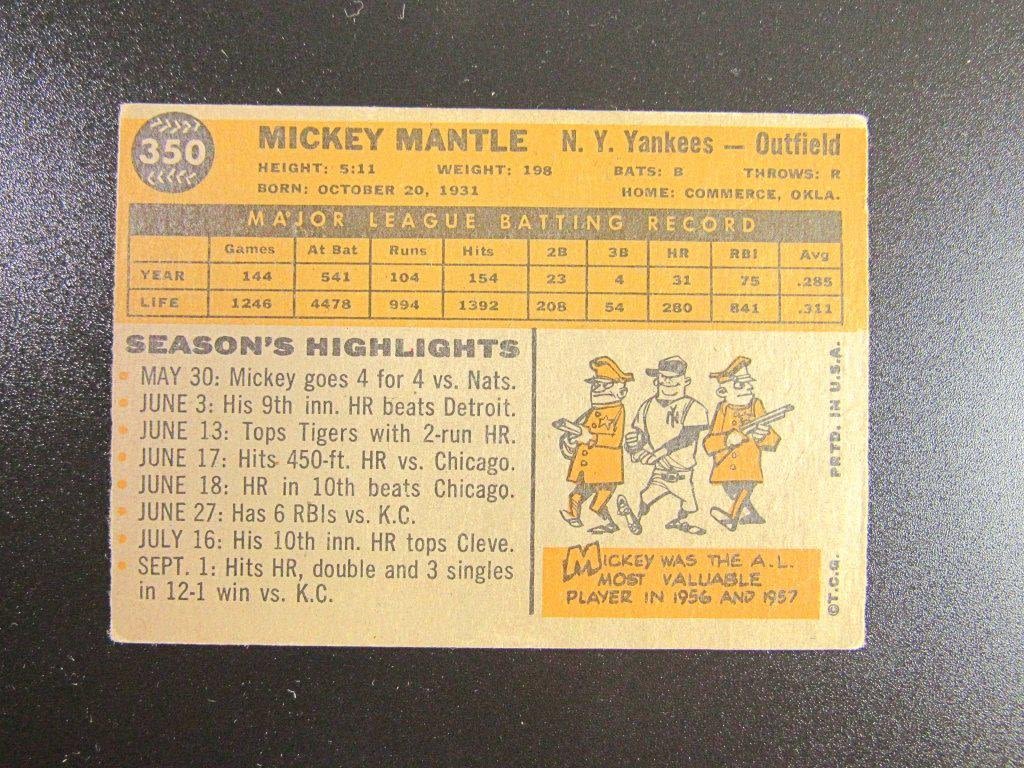 350
MICKEY MANTLE N. Y. Yankees — Outfield
HEIGHT: 5:11 WEIGHT: 198 BATS: B THROWS: R
BORN: OCTOBER 20, 1931 HOME: COMMERCE, OKLA.
MAJOR LEAGUE BATTING RECORD
Games At Bat Runs Hits 2B 3B HR RBI Avg
YEAR 144 541 104 154 23 4 31 75 .285
LIFE 1246 4478 994 1392 208 54 280 841 .311
SEASON'S HIGHLIGHTS
MAY 30: Mickey goes 4 for 4 vs. Nats.
JUNE 3: His 9th inn. HR beats Detroit.
JUNE 13: Tops Tigers with 2-run HR.
JUNE 17: Hits 450-ft. HR vs. Chicago.
JUNE 18: HR in 10th beats Chicago.
JUNE 27: Has 6 RBIs vs. K.C.
JULY 16: His 10th inn. HR tops Cleve.
SEPT. 1: Hits HR, double and 3 singles
in 12-1 win vs. K.C.
NY
MICKEY WAS THE A.L.
MOST VALUABLE
PLAYER IN 1956 AND 1957
©T.C.G. PRTD. IN U.S.A.